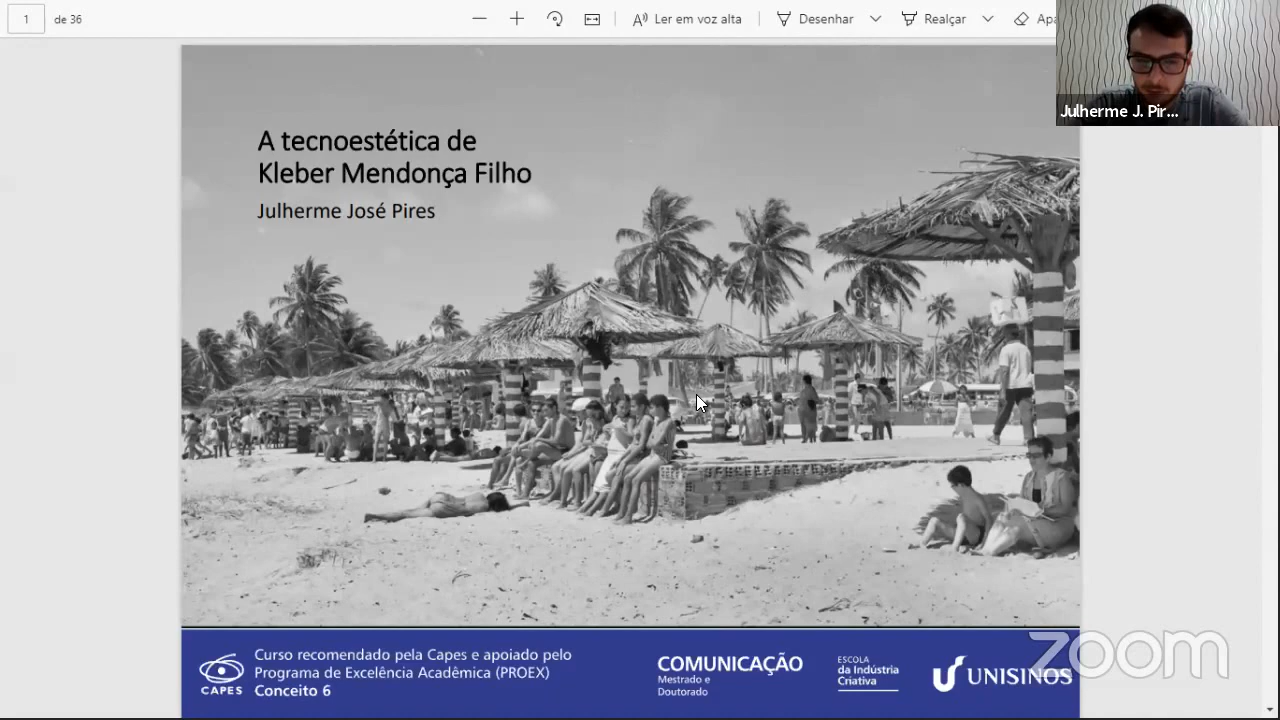 1 de 36
Ler em voz alta
Desenhar
Realçar
Julherme J. Pir...
A tecnoestética de
Kleber Mendonça Filho
Julherme José Pires
CAPES
Curso recomendado pela Capes e apoiado pelo
Programa de Excelência Acadêmica (PROEX)
Conceito 6
COMUNICAÇÃO
Mestrado e
Doutorado
ESCOLA
da Indústria
Criativa
UNISINOS
zoom